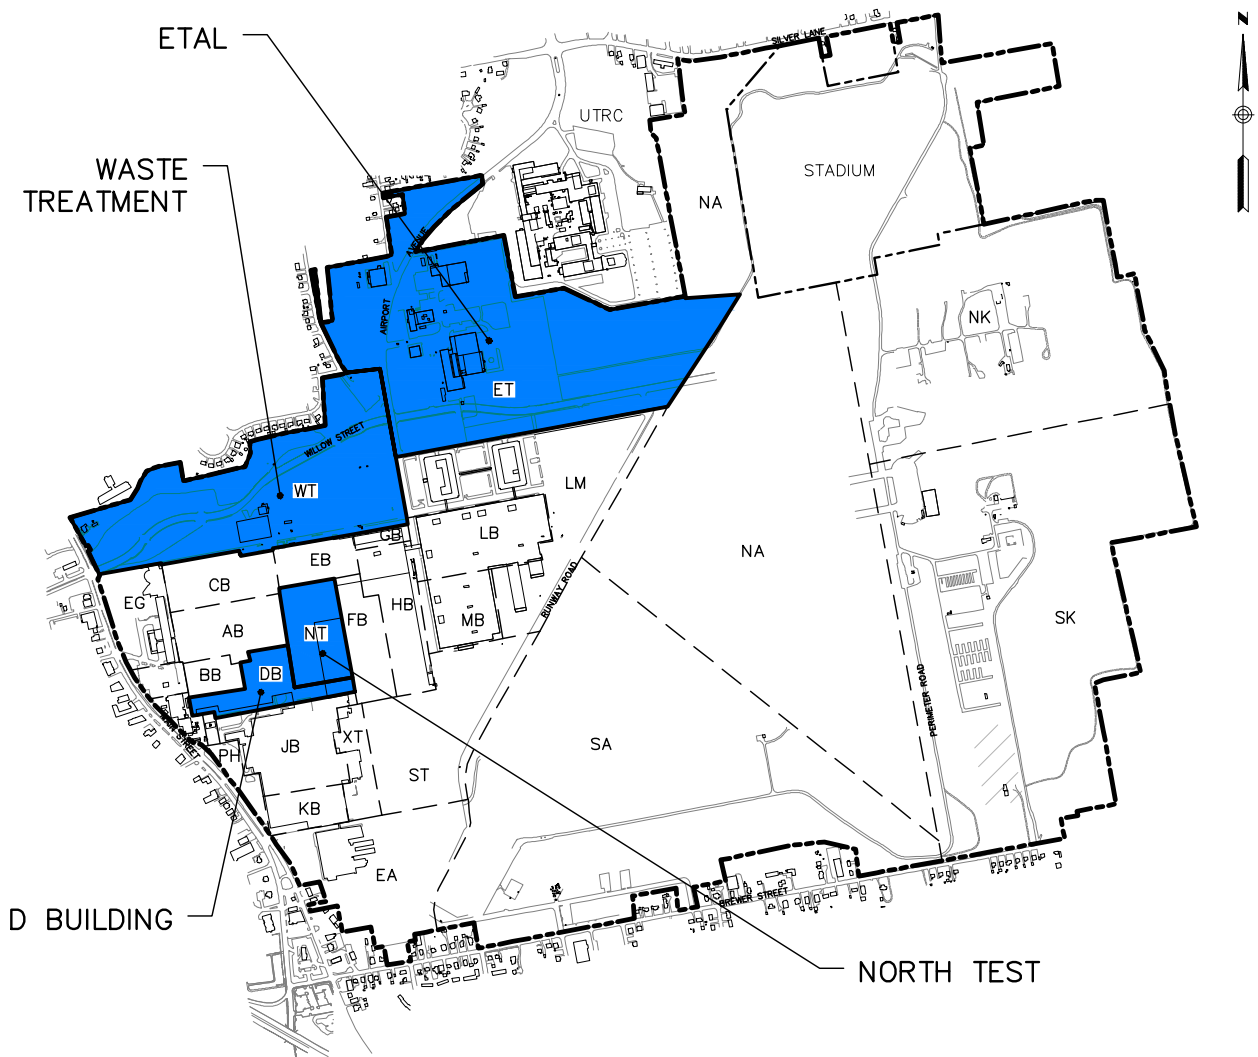 N
SILVER LANE
ETAL
UTRC
WASTE
TREATMENT
STADIUM
NA
AVENUE
AIRPORT
NK
ET
WILLOW STREET
WT
LM
LB
GB
NA
EB
CB
RUNWAY ROAD
EG
HB
FB
MB
AB
NT
SK
BB
DB
PERIMETER ROAD
XT
JB
SA
PH
STREET
ST
KB
EA
BREWER STREET
D BUILDING
NORTH TEST